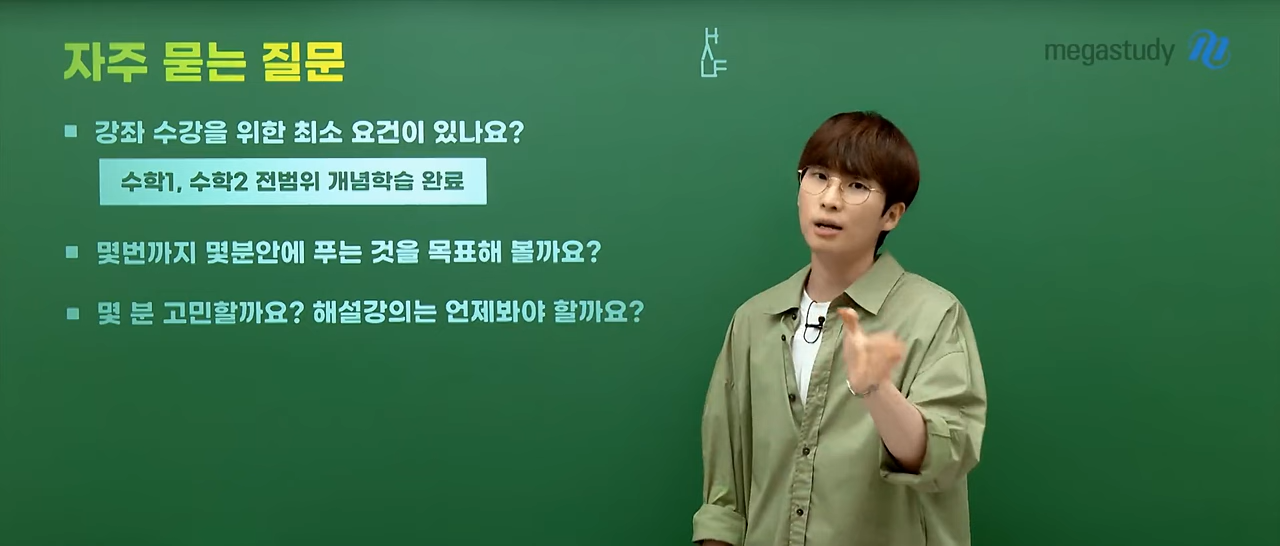 자주 묻는 질문
HALF
megastudy
강좌 수강을 위한 최소 요건이 있나요?
수학1, 수학2 전범위 개념학습 완료
몇번까지 몇분안에 푸는 것을 목표해 볼까요?
몇 분 고민할까요? 해설강의는 언제봐야 할까요?